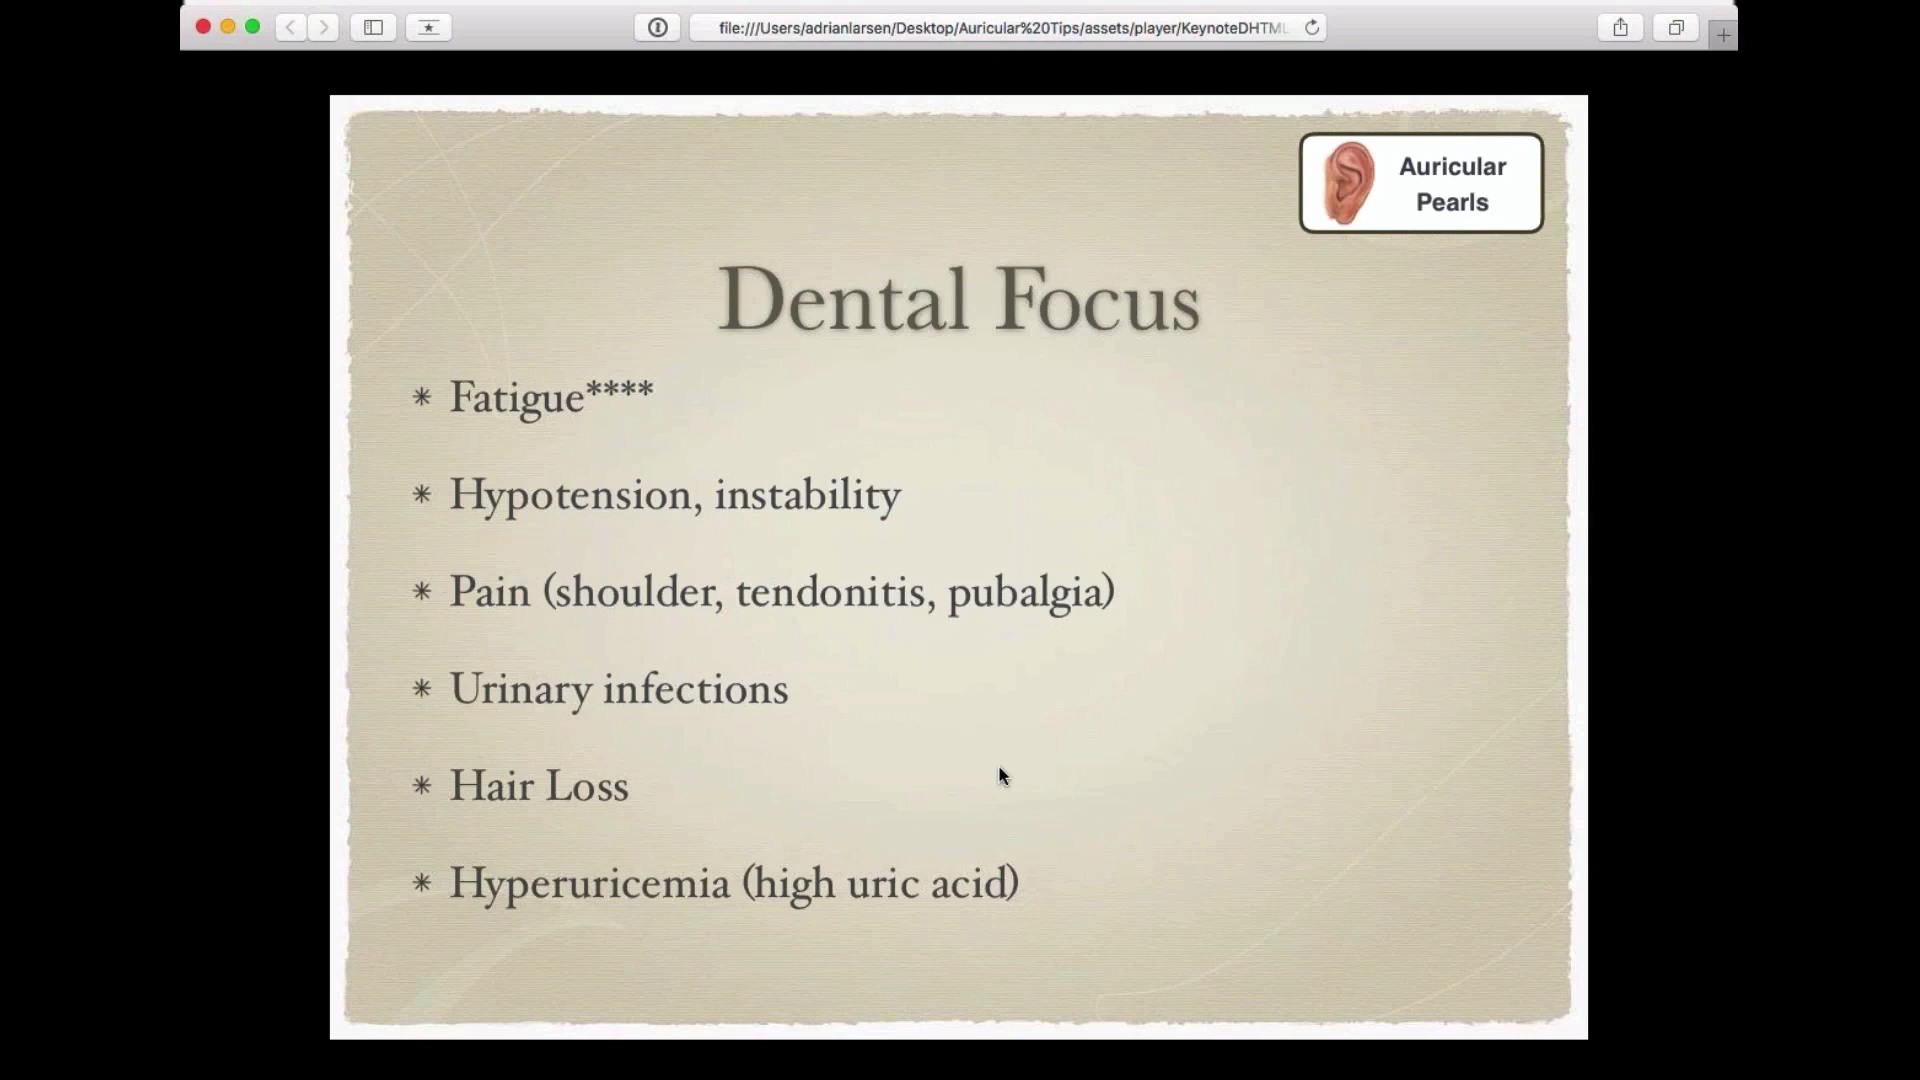 file:///Users/adrianlarsen/Desktop/Auricular%20Tips/assets/player/KeynoteDHTML
Auricular
Pearls
Dental Focus
* Fatigue****
* Hypotension, instability
* Pain (shoulder, tendonitis, pubalgia)
* Urinary infections
* Hair Loss
* Hyperuricemia (high uric acid)